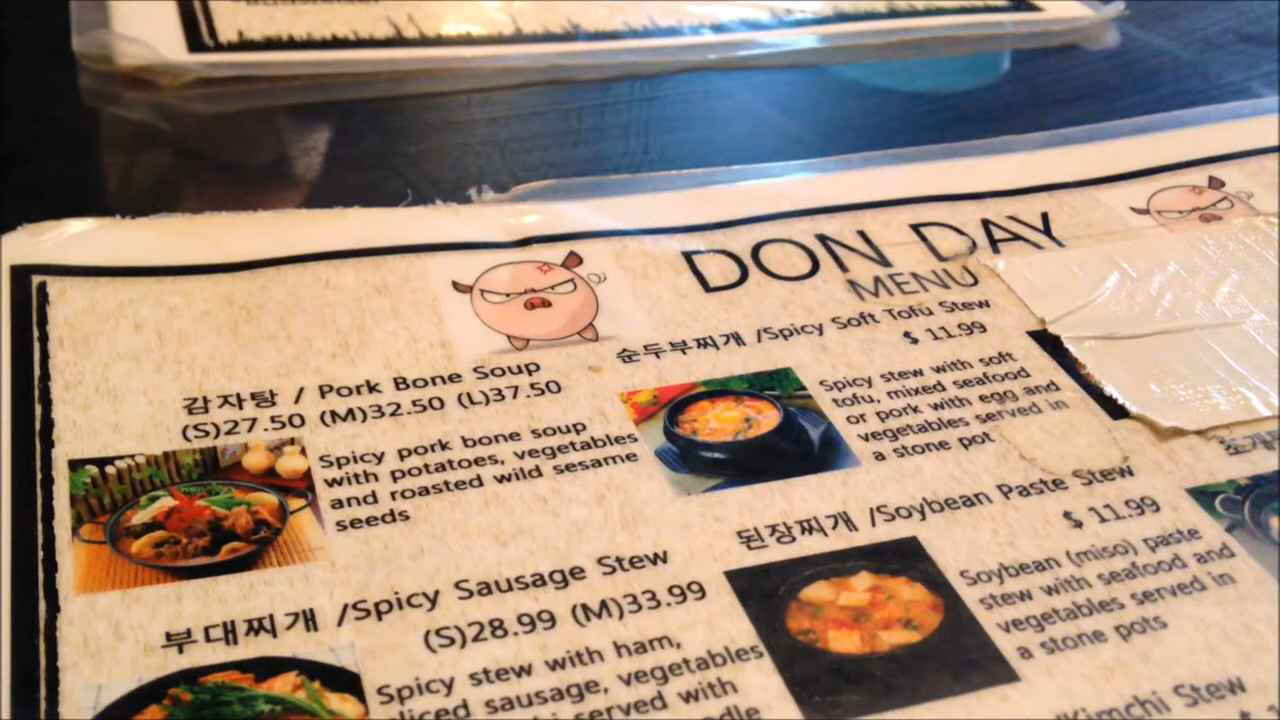 DON DAY
MENU
감자탕 / Pork Bone Soup
(S)27.50 (M)32.50 (L)37.50
Spicy pork bone soup
with potatoes, vegetables
and roasted wild sesame
seeds
부대찌개 /Spicy Sausage Stew
(S)28.99 (M)33.99
Spicy stew with ham,
sliced sausage, vegetables
served with
순두부찌개 /Spicy Soft Tofu Stew
$ 11.99
Spicy stew with soft
tofu, mixed seafood
or pork with egg and
vegetables served in
a stone pot
된장찌개 /Soybean Paste Stew
$ 11.99
Soybean (miso) paste
stew with seafood and
vegetables served in
a stone pots
/Kimchi Stew